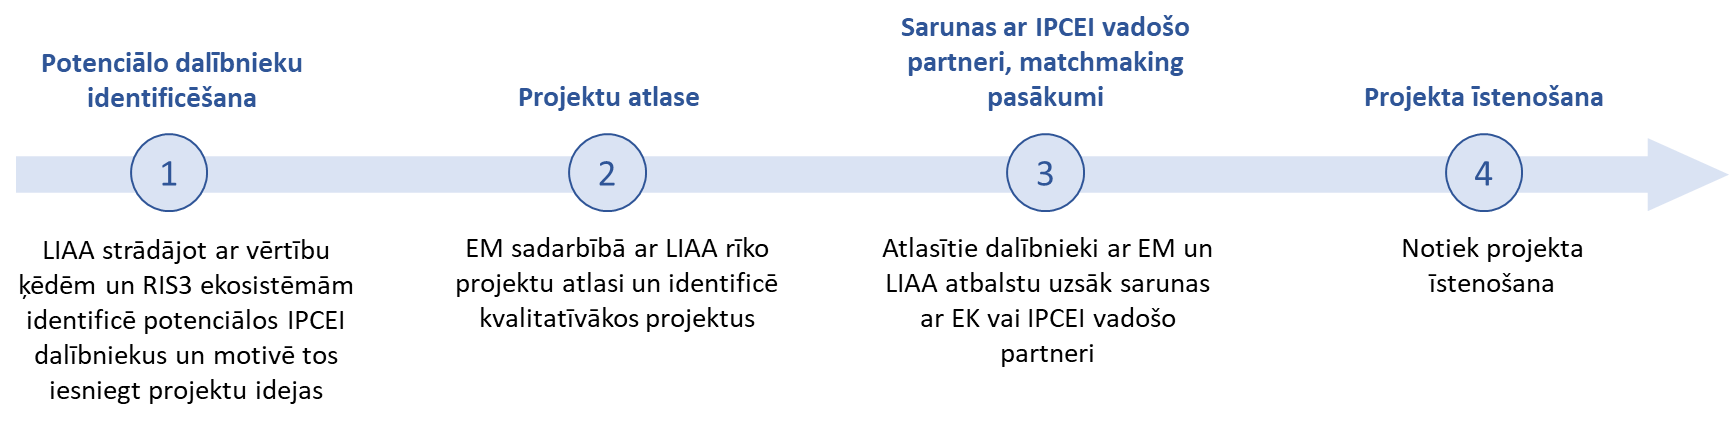 Potenciālo dalībnieku
identificēšana
1
LIAA strādājot ar vērtību
ķēdēm un RIS3 ekosistēmām
identificē potenciālos IPCEI
dalībniekus un motivē tos
iesniegt projektu idejas
Projektu atlase
2
EM sadarbībā ar LIAA rīko
projektu atlasi un identificē
kvalitatīvākos projektus
Sarunas ar IPCEI vadošo
partneri, matchmaking
pasākumi
3
Atlasītie dalībnieki ar EM un
LIAA atbalstu uzsāk sarunas
ar EK vai IPCEI vadošo
partneri
Projekta īstenošana
4
Notiek projekta
īstenošana